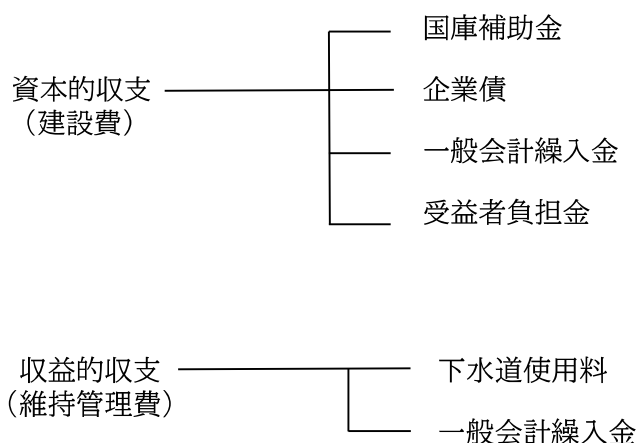 資本的収支
（建設費）
国庫補助金
企業債
一般会計繰入金
受益者負担金
収益的収支
（維持管理費）
下水道使用料
一般会計繰入金